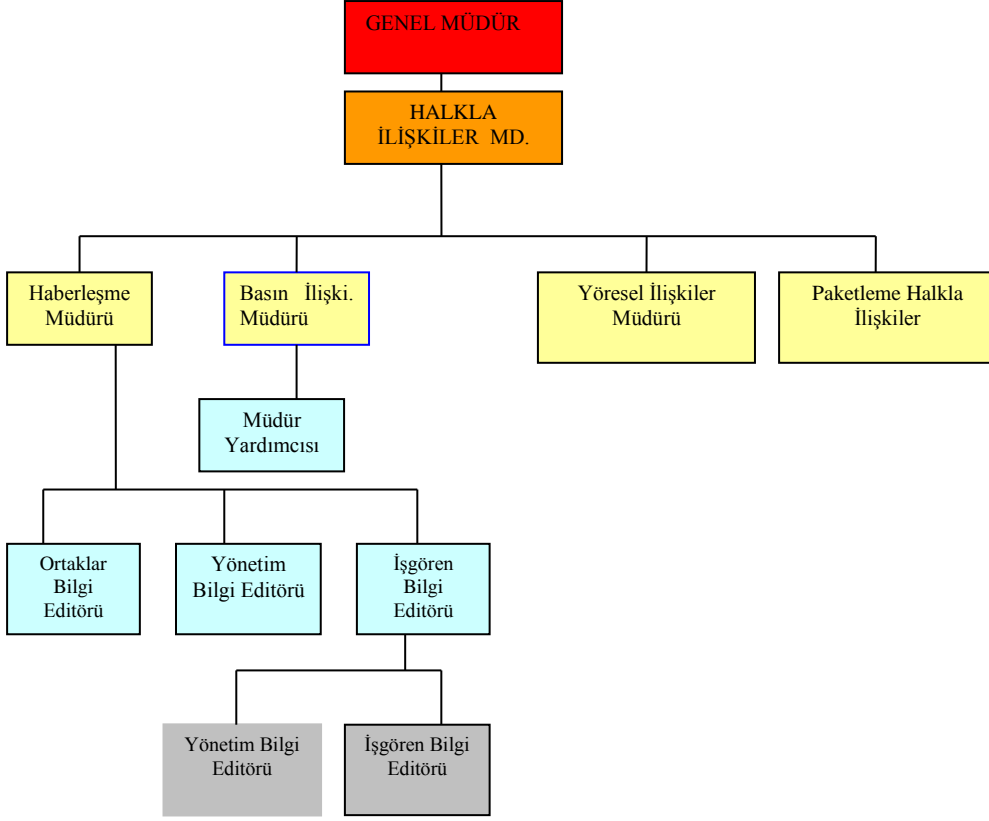 GENEL MÜDÜR
HALKLA
İLİŞKİLER MD.
Haberleşme
Müdürü
Basın İlişki.
Müdürü
Yöresel İlişkiler
Müdürü
Paketleme Halkla
İlişkiler
Müdür
Yardımcısı
Ortaklar
Bilgi
Editörü
Yönetim
Bilgi Editörü
İşgören
Bilgi
Editörü
Yönetim Bilgi
Editörü
İşgören Bilgi
Editörü